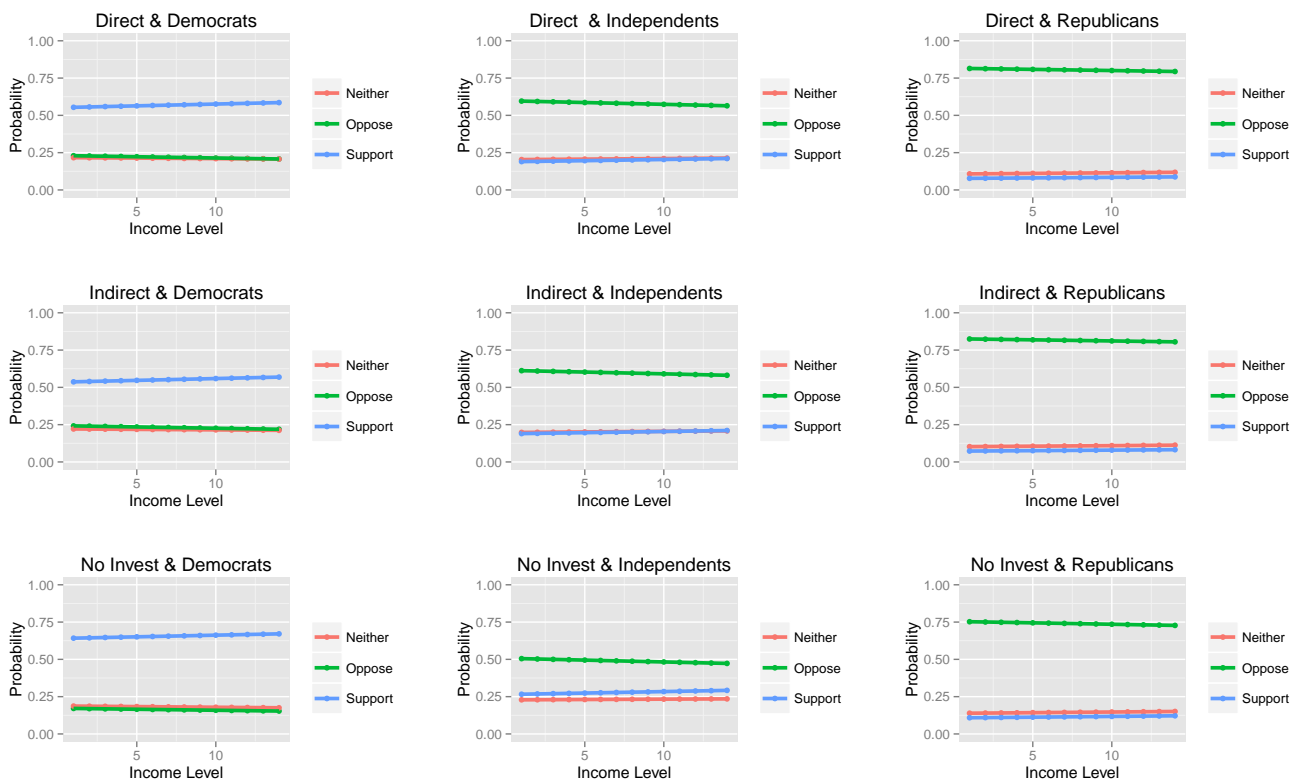 Direct & Democrats
1.00
0.75
0.50
0.25
0.00
Probability
5 10
Income Level
Neither
Oppose
Support
Direct & Independents
1.00
0.75
0.50
0.25
0.00
Probability
5 10
Income Level
Neither
Oppose
Support
Direct & Republicans
1.00
0.75
0.50
0.25
0.00
Probability
5 10
Income Level
Neither
Oppose
Support
Indirect & Democrats
1.00
0.75
0.50
0.25
0.00
Probability
5 10
Income Level
Neither
Oppose
Support
Indirect & Independents
1.00
0.75
0.50
0.25
0.00
Probability
5 10
Income Level
Neither
Oppose
Support
Indirect & Republicans
1.00
0.75
0.50
0.25
0.00
Probability
5 10
Income Level
Neither
Oppose
Support
No Invest & Democrats
1.00
0.75
0.50
0.25
0.00
Probability
5 10
Income Level
Neither
Oppose
Support
No Invest & Independents
1.00
0.75
0.50
0.25
0.00
Probability
5 10
Income Level
Neither
Oppose
Support
No Invest & Republicans
1.00
0.75
0.50
0.25
0.00
Probability
5 10
Income Level
Neither
Oppose
Support